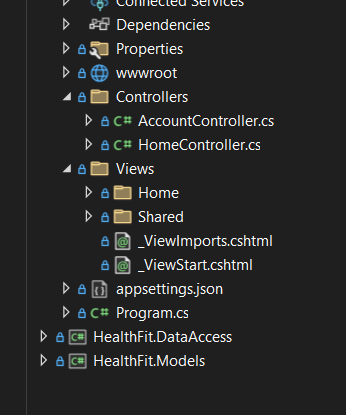 Connected Services
Dependencies
Properties
wwwroot
Controllers
C# AccountController.cs
C# HomeController.cs
Views
Home
Shared
@ _ViewImports.cshtml
@ _ViewStart.cshtml
appsettings.json
C# Program.cs
C# HealthFit.DataAccess
C# HealthFit.Models